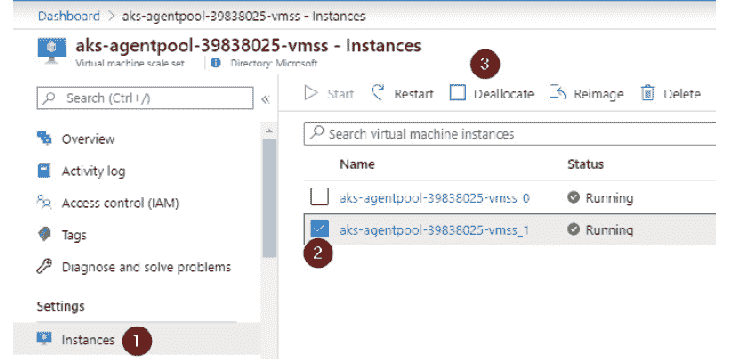 Dashboard > aks-agentpool-39838025-vmss - Instances
aks-agentpool-39838025-vmss - Instances
Virtual machine scale set
Directory: Microsoft
3
Search (Ctrl+/)
«
Start
Restart
Deallocate
Reimage
Delete
Overview
Activity log
Access control (IAM)
Tags
Diagnose and solve problems
Settings
Instances
1
Search virtual machine instances
Name
Status
aks-agentpool-39838025-vmss_0
Running
aks-agentpool-39838025-vmss_1
Running
2